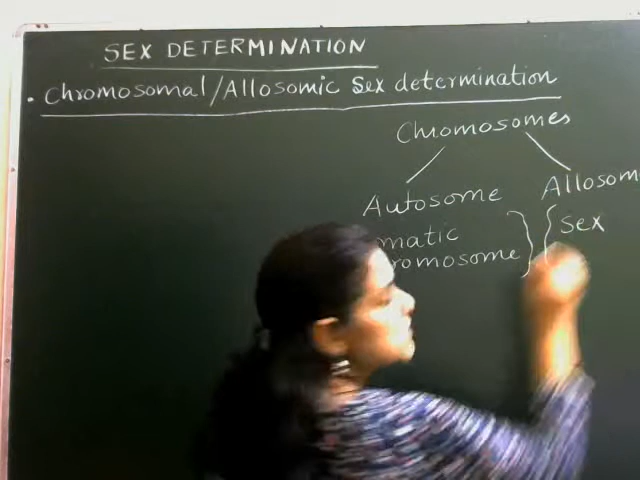 SEX DETERMINATION
. Chromosomal/Allosomic Sex determination
Chromosomes
Autosome
Allosom
matic
romosome
Sex